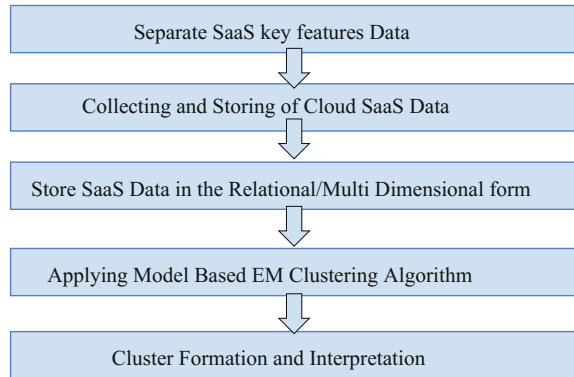 Separate SaaS key features Data
Collecting and Storing of Cloud SaaS Data
Store SaaS Data in the Relational/Multi Dimensional form
Applying Model Based EM Clustering Algorithm
Cluster Formation and Interpretation